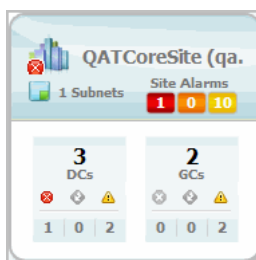 QATCoreSite (qa.
1 Subnets
Site Alarms
1 0 10
3 2
DCs GCs
1 0 2 0 0 2